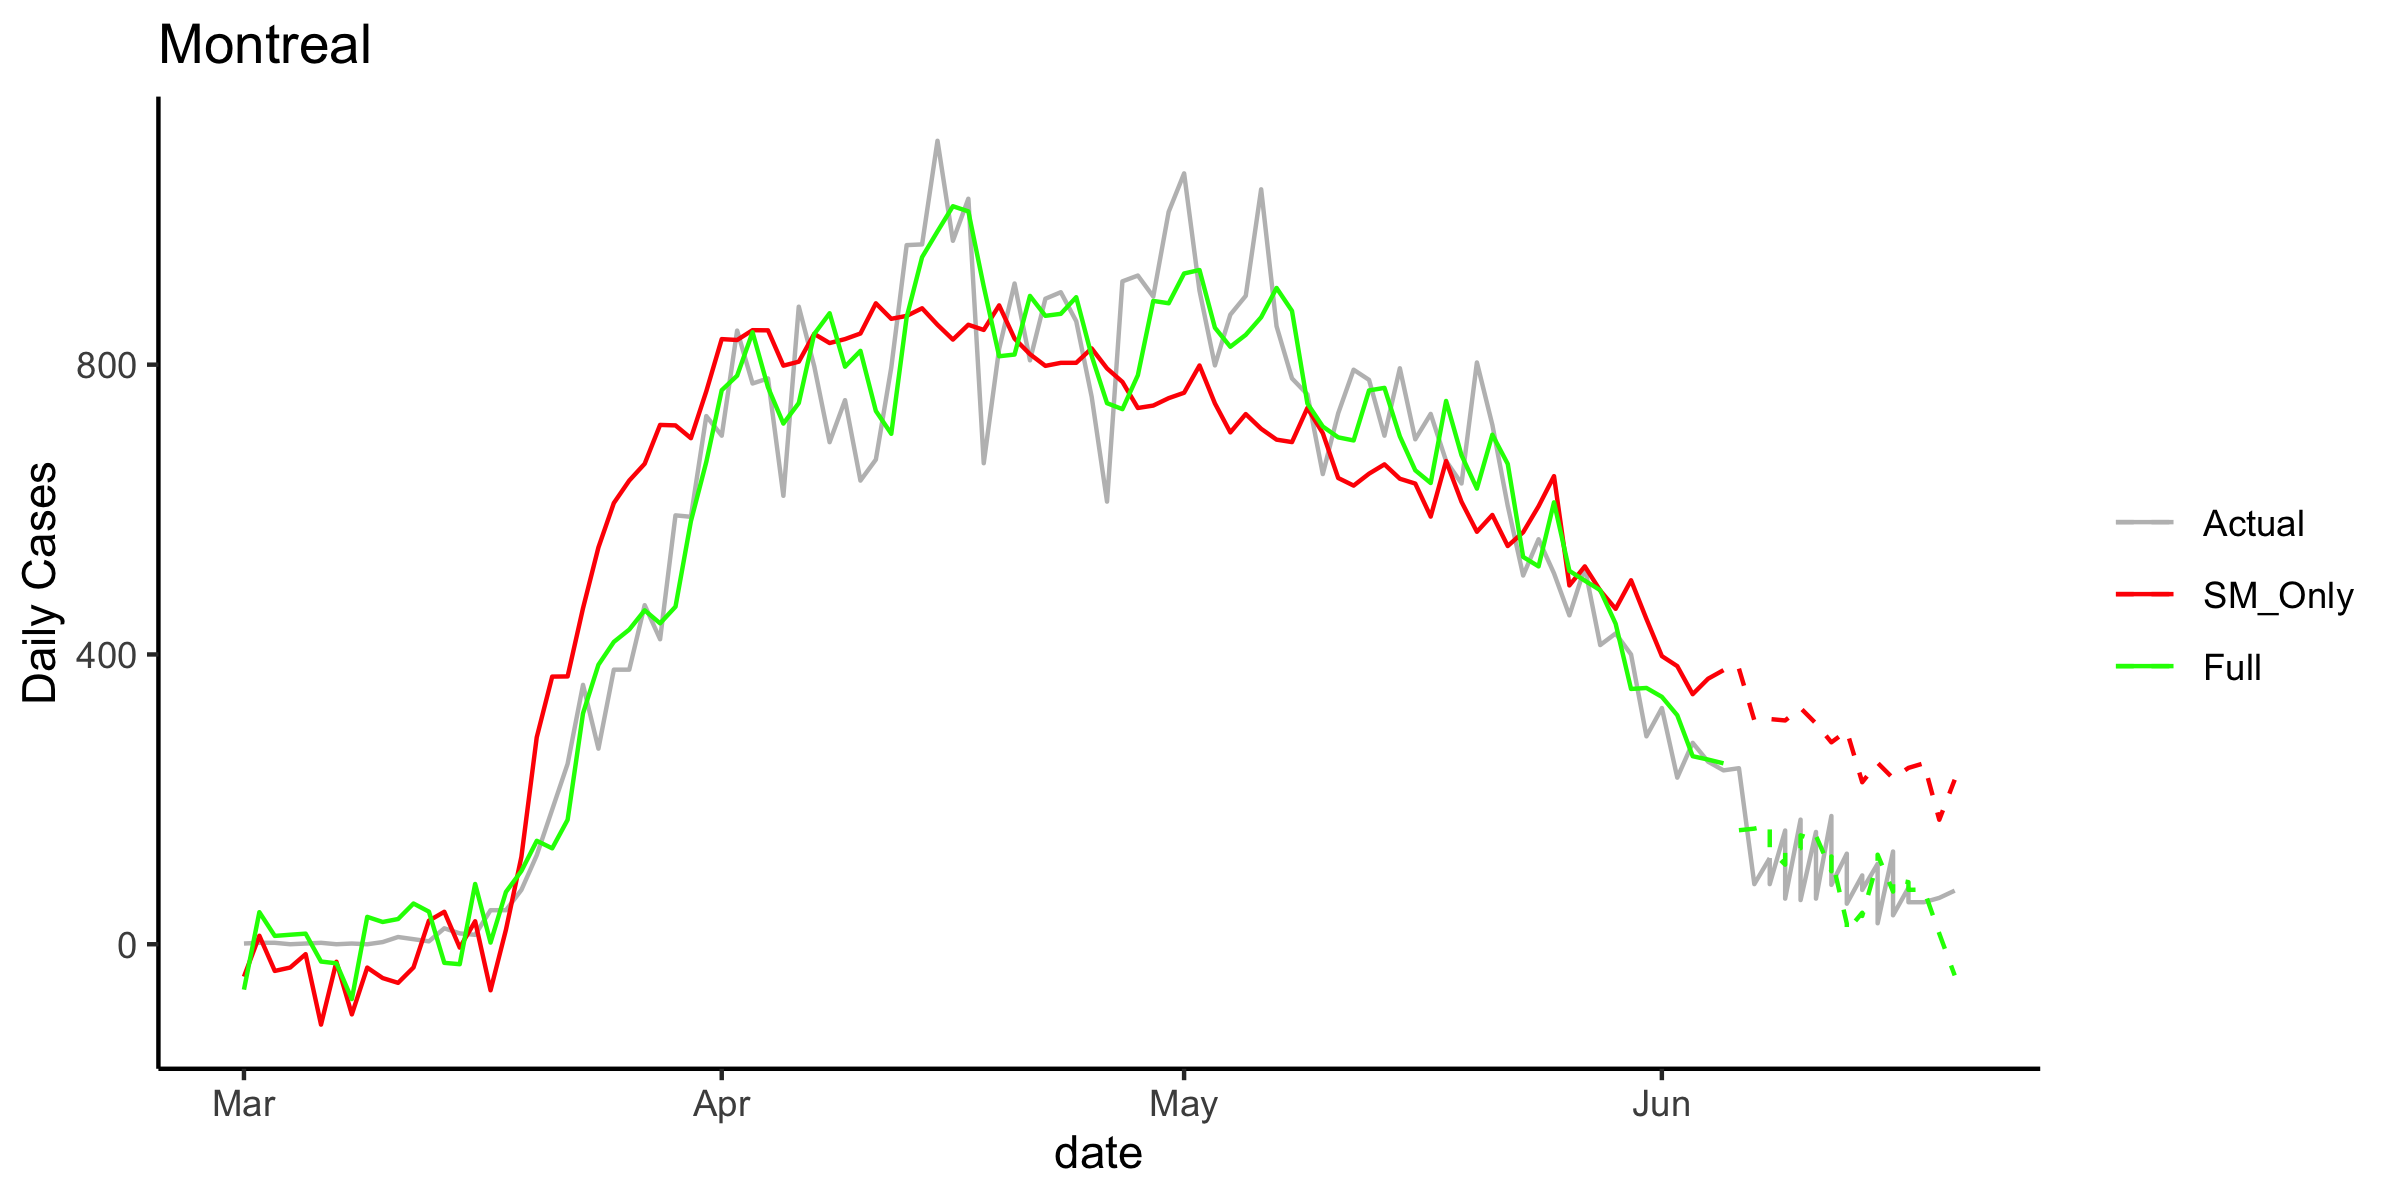 Montreal
Daily Cases
800
400
0
Mar
Apr
May
Jun
date
Actual
SM_Only
Full